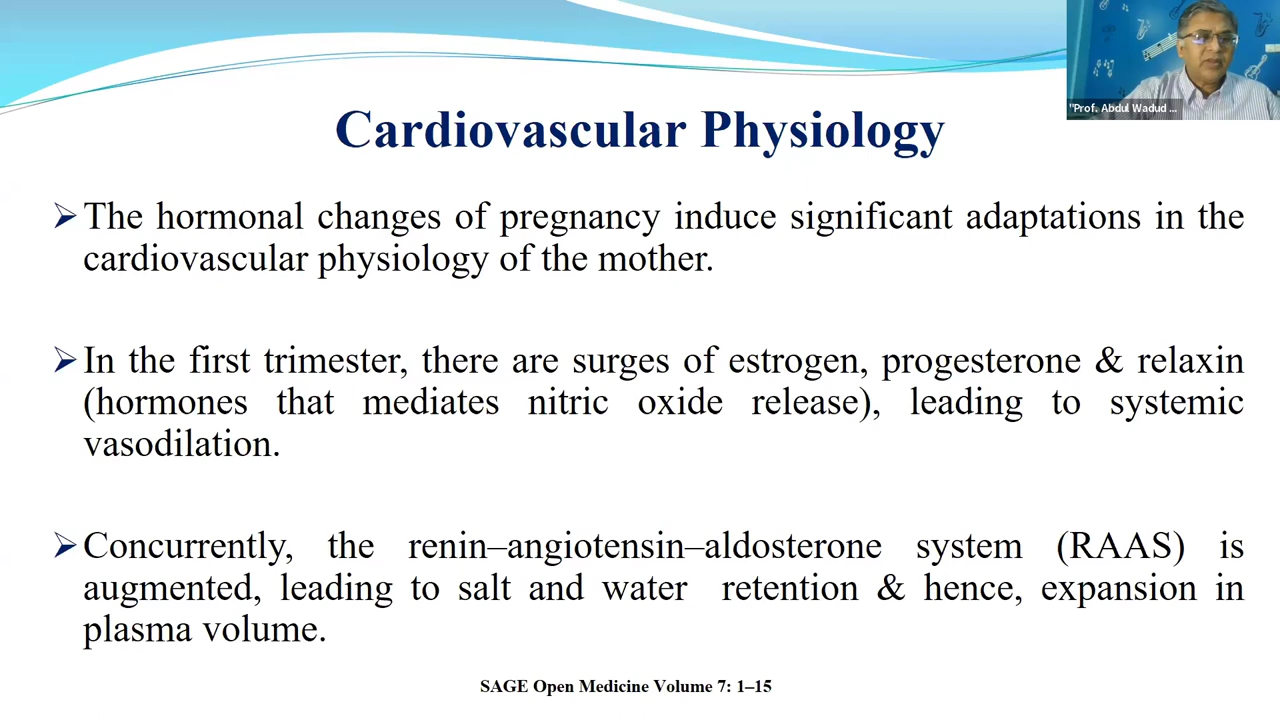 "Prof. Abdul Wadud ...
Cardiovascular Physiology
➢ The hormonal changes of pregnancy induce significant adaptations in the
cardiovascular physiology of the mother.
➢ In the first trimester, there are surges of estrogen, progesterone & relaxin
(hormones that mediates nitric oxide release), leading to systemic
vasodilation.
➢ Concurrently, the renin–angiotensin–aldosterone system (RAAS) is
augmented, leading to salt and water retention & hence, expansion in
plasma volume.
SAGE Open Medicine Volume 7: 1–15